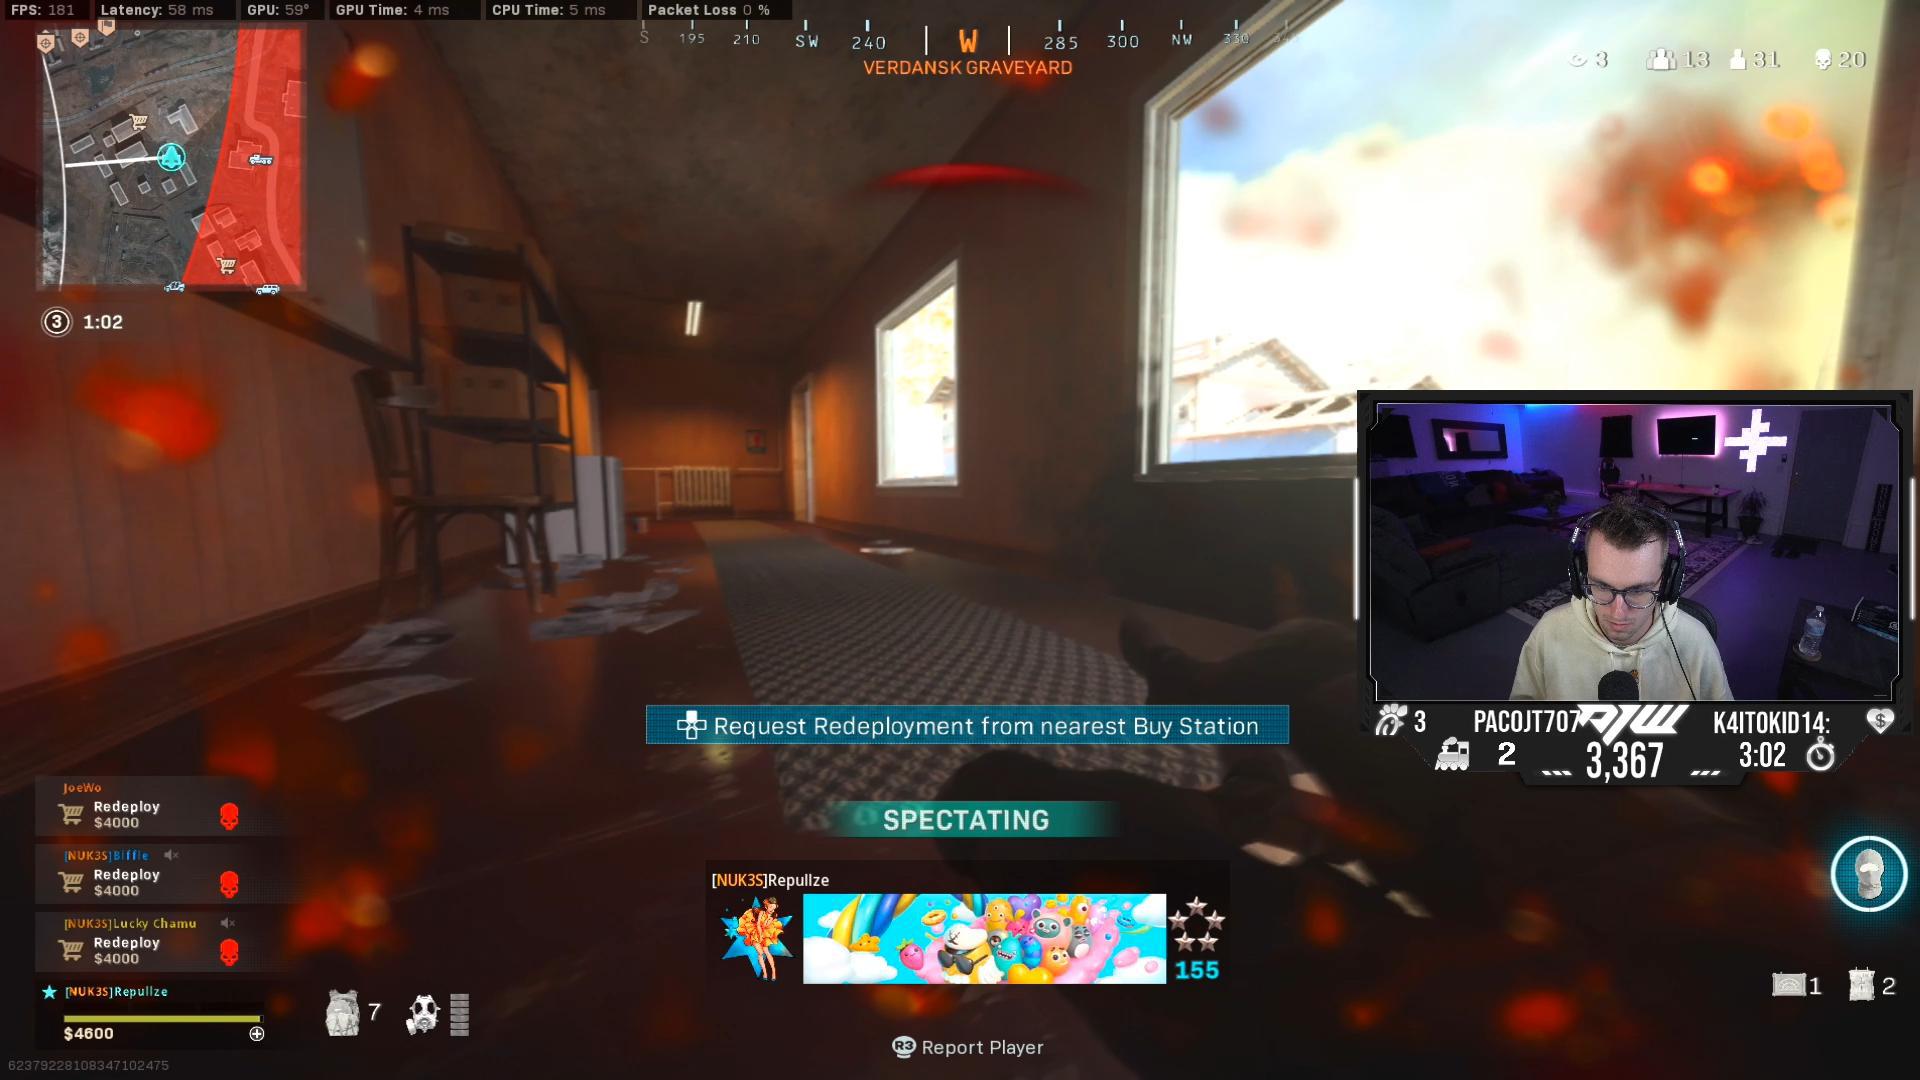 FPS: 181 Latency: 58 ms GPU: 59° GPU Time: 4 ms CPU Time: 5 ms Packet Loss 0 %
S 195 210 SW 240 W 285 300 NW 330
VERDANSK GRAVEYARD
3 13 31 20
3 1:02
Request Redeployment from nearest Buy Station
3 PACOJT707 AJW K4ITOKID14:
2 3,367 3:02
JoeWo
Redeploy
$4000
[NUK3S]Biffle
Redeploy
$4000
[NUK3S]Lucky Chamu
Redeploy
$4000
[NUK3S]Repullze
$4600
7
SPECTATING
[NUK3S]Repullze
155
1 2
R3 Report Player
62379228108347102475